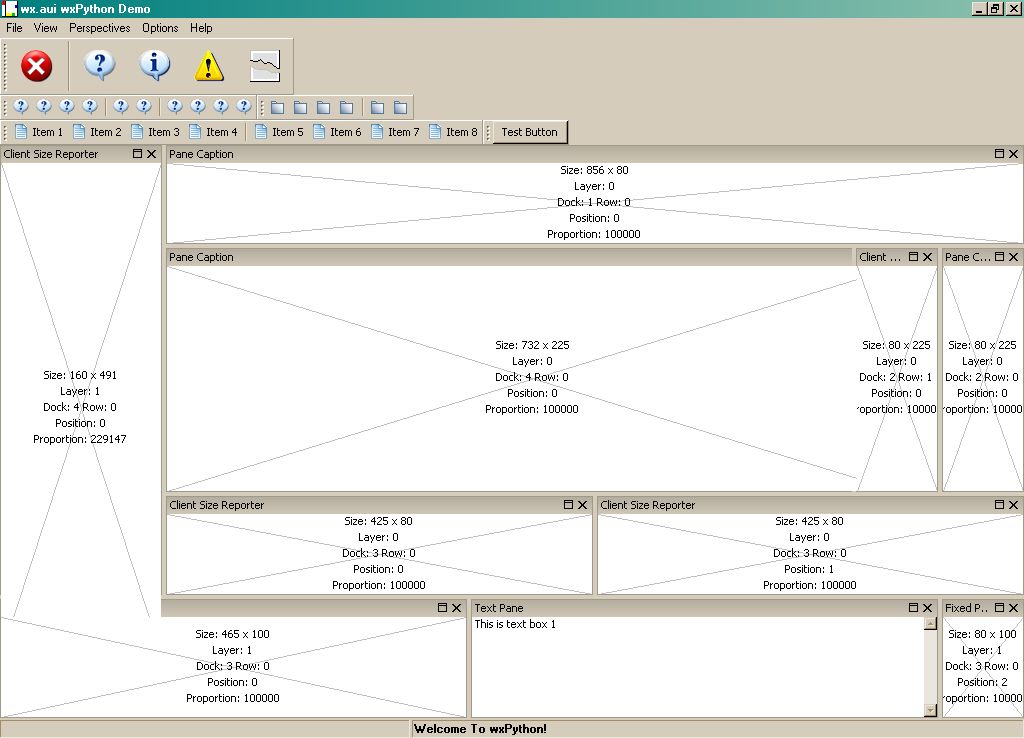 wx.aui wxPython Demo
File View Perspectives Options Help
Item 1 Item 2 Item 3 Item 4 Item 5 Item 6 Item 7 Item 8 Test Button
Client Size Reporter
Size: 160 x 491
Layer: 1
Dock: 4 Row: 0
Position: 0
Proportion: 229147
Pane Caption
Size: 856 x 80
Layer: 0
Dock: 1 Row: 0
Position: 0
Proportion: 100000
Pane Caption
Size: 732 x 225
Layer: 0
Dock: 4 Row: 0
Position: 0
Proportion: 100000
Client ...
Size: 80 x 225
Layer: 0
Dock: 2 Row: 1
Position: 0
roportion: 10000
Pane C...
Size: 80 x 225
Layer: 0
Dock: 2 Row: 0
Position: 0
roportion: 10000
Client Size Reporter
Size: 425 x 80
Layer: 0
Dock: 3 Row: 0
Position: 0
Proportion: 100000
Client Size Reporter
Size: 425 x 80
Layer: 0
Dock: 3 Row: 0
Position: 1
Proportion: 100000
Size: 465 x 100
Layer: 1
Dock: 3 Row: 0
Position: 0
Proportion: 100000
Text Pane
This is text box 1
Fixed P...
Size: 80 x 100
Layer: 1
Dock: 3 Row: 0
Position: 2
oportion: 10000
Welcome To wxPython!